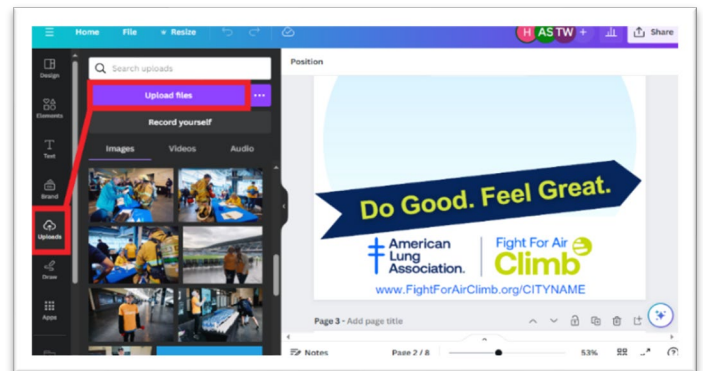 Home File Resize H AS TW + Share
Design
Search uploads
Position
Upload files ...
Elements
Record yourself
Text
Images Videos Audio
Brand
Do Good. Feel Great.
Uploads
American
Lung
Association.
Fight For Air
Climb
Draw
www.FightForAirClimb.org/CITYNAME
Apps
Page 3 - Add page title
Notes Page 2 / 8 53%